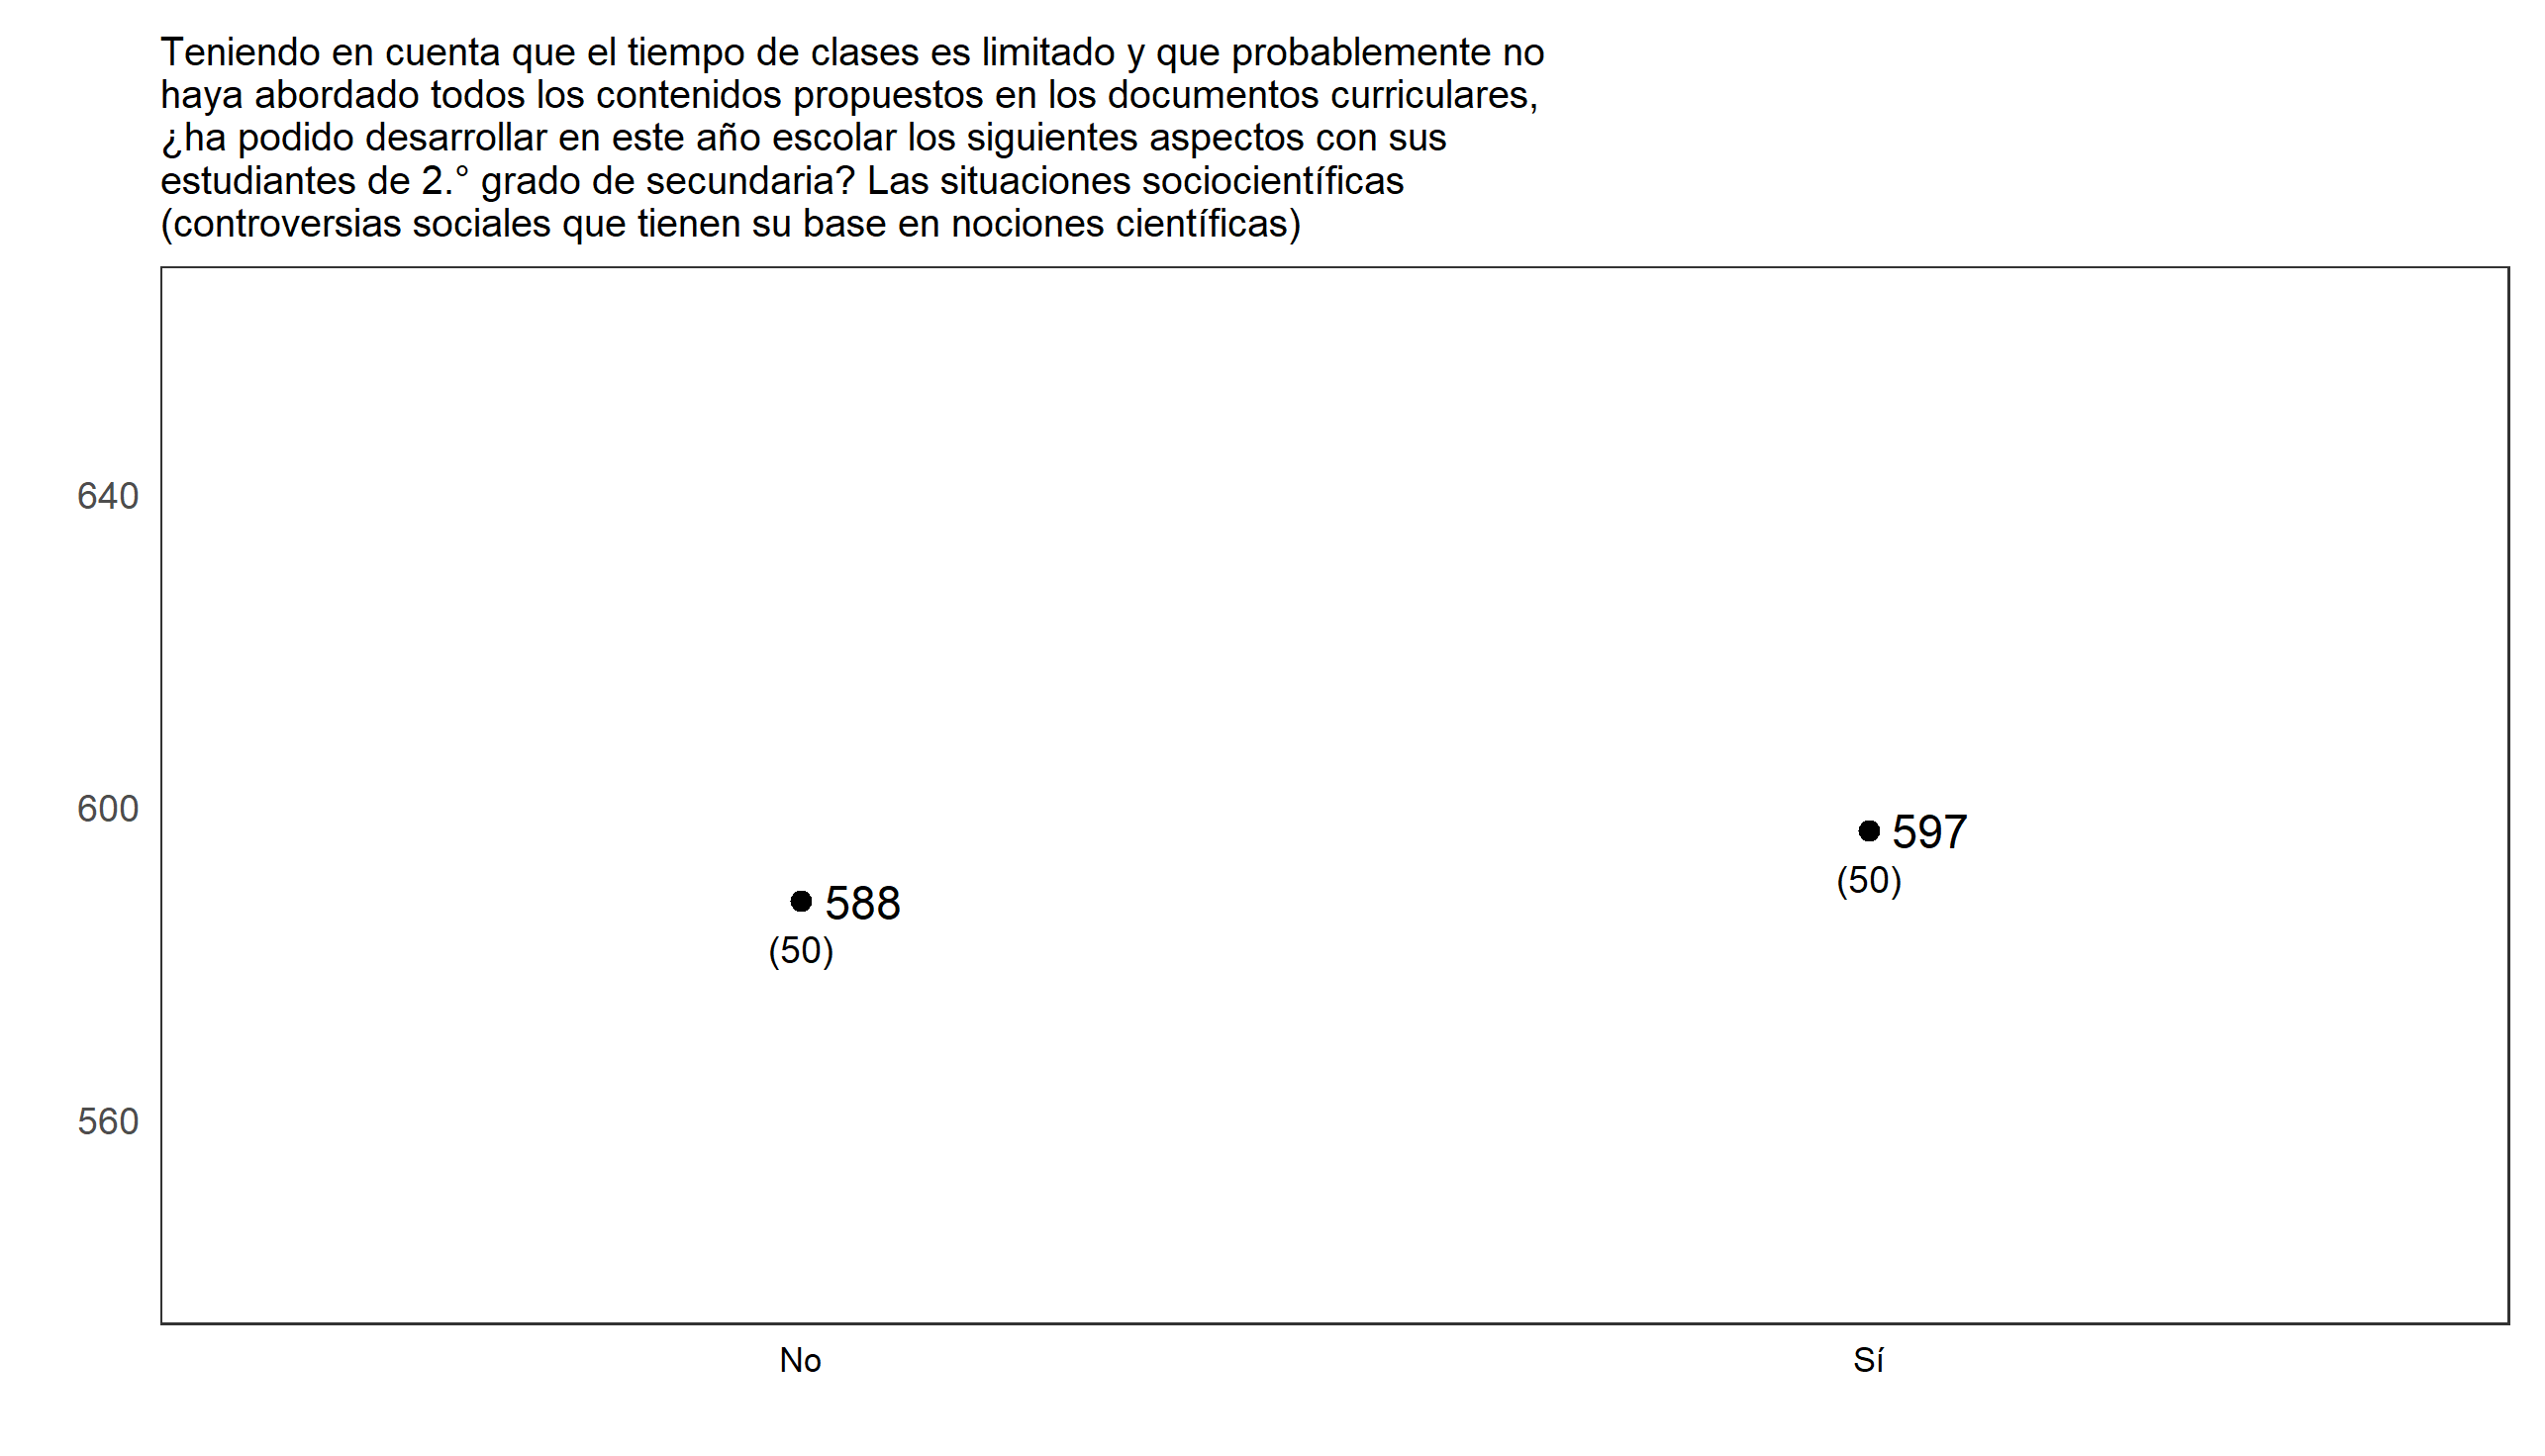 Teniendo en cuenta que el tiempo de clases es limitado y que probablemente no
haya abordado todos los contenidos propuestos en los documentos curriculares,
¿ha podido desarrollar en este año escolar los siguientes aspectos con sus
estudiantes de 2.° grado de secundaria? Las situaciones sociocientíficas
(controversias sociales que tienen su base en nociones científicas)
640
600
597
(50)
588
(50)
560
No
Sí